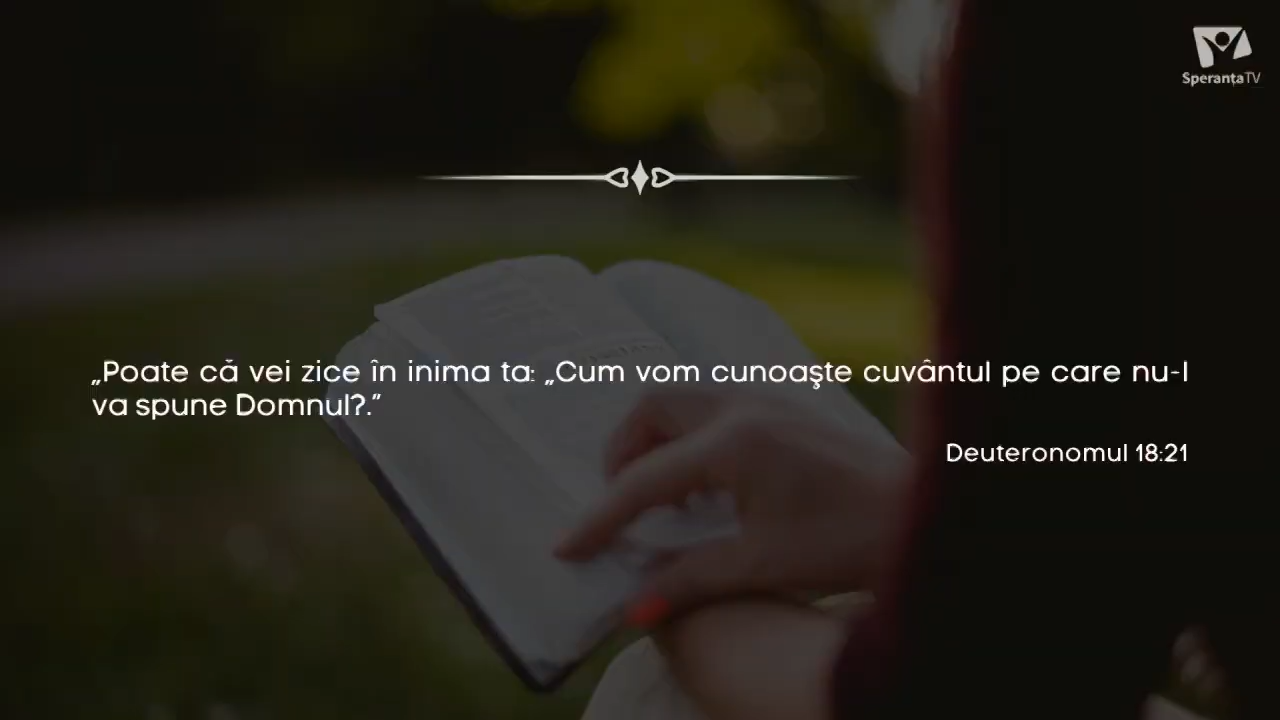 SperanțaTV
„Poate că vei zice în inima ta: „Cum vom cunoaşte cuvântul pe care nu-l
va spune Domnul?.”
Deuteronomul 18:21